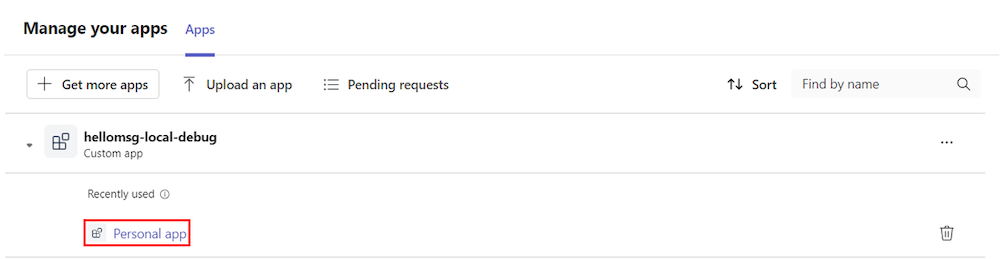 Manage your apps Apps
Get more apps Upload an app Pending requests Sort Find by name
hellomsg-local-debug
Custom app
Recently used
Personal app